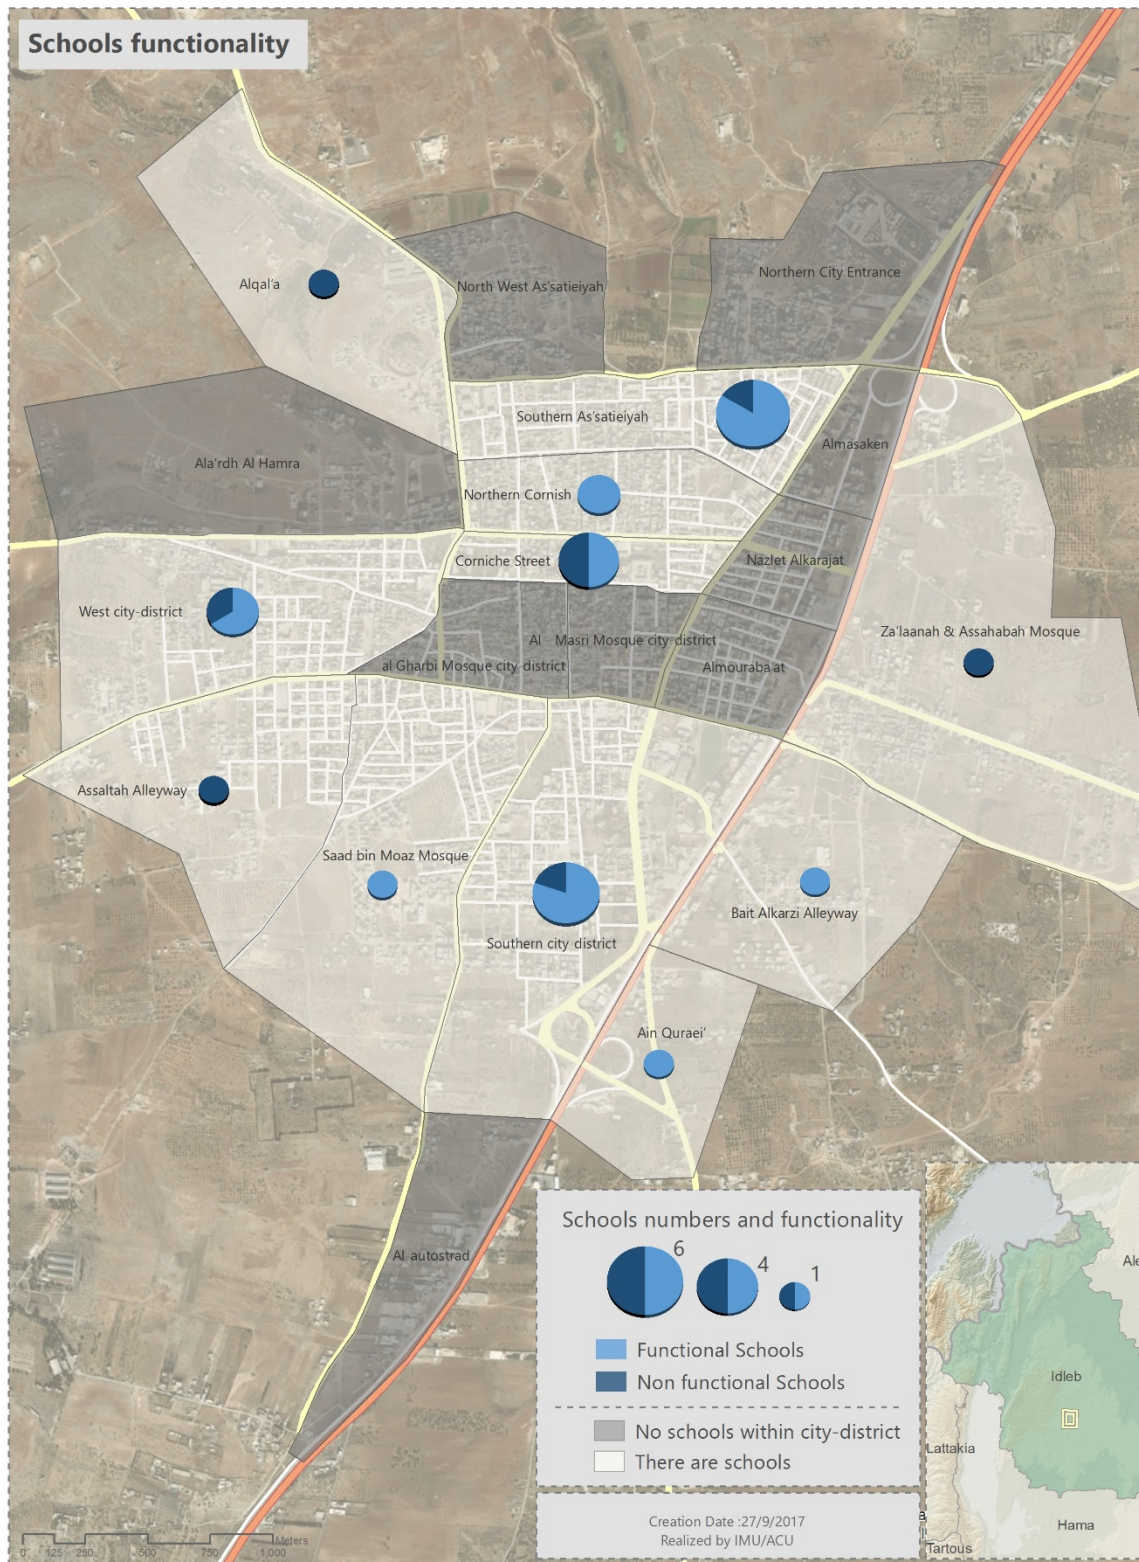 Schools functionality
Alqal'a
North West As'satieiyah
Northern City Entrance
Southern As'satieiyah
Almasaken
Ala'rdh Al Hamra
Northern Cornish
Corniche Street
Nazlet Alkarajat
West city-district
Al - Masri Mosque city-district
Za'laanah & Assahabah Mosque
al Gharbi Mosque city-district
Almouraba'at
Assaltah Alleyway
Saad bin Moaz Mosque
Bait Alkarzi Alleyway
Southern city-district
Ain Quraei'
Al-autostrad
Schools numbers and functionality
6
4
1
Functional Schools
Non functional Schools
No schools within city-district
There are schools
Creation Date :27/9/2017
Realized by IMU/ACU
Ale
Idleb
Lattakia
Hama
a
Tartous
Meters
0 125 250 500 750 1,000